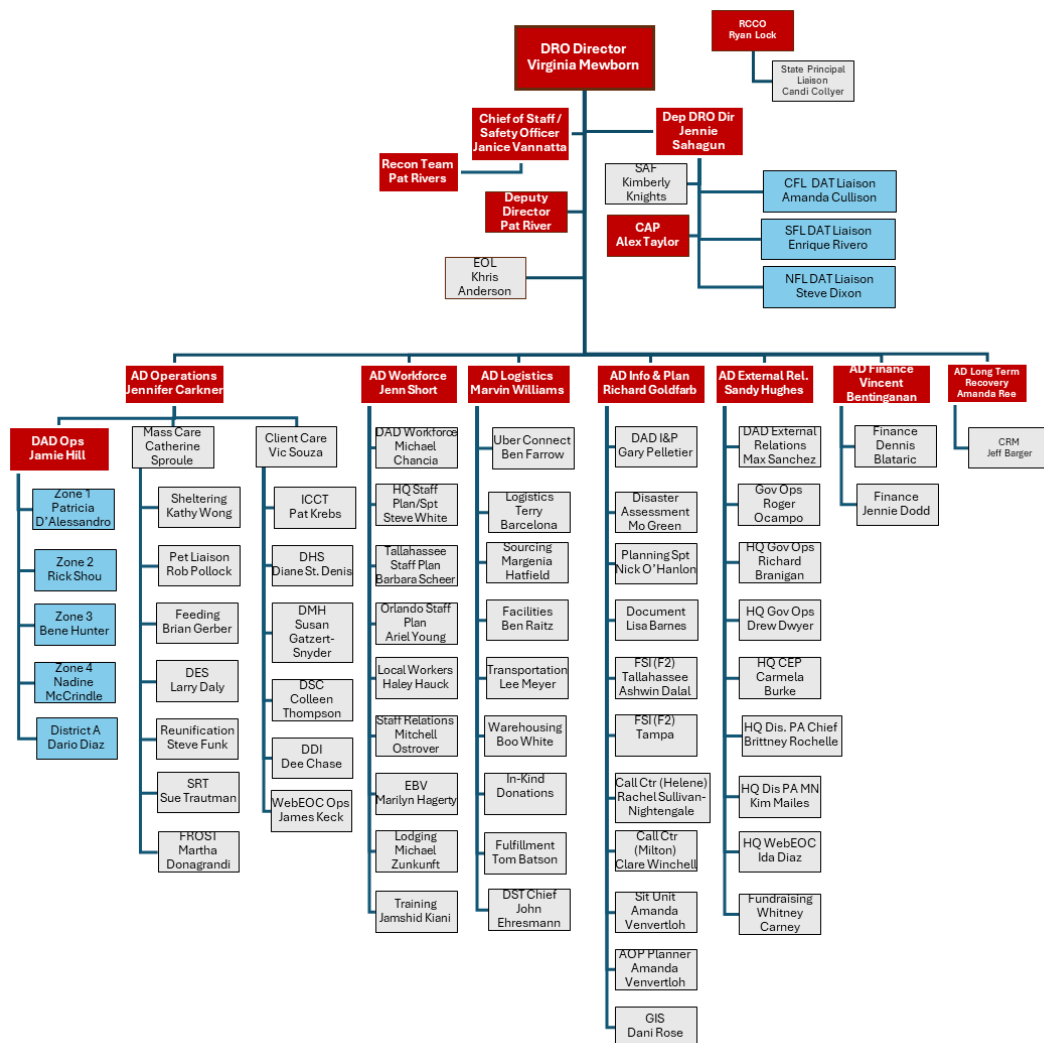 DRO Director
Virginia Mewborn
RCCO
Ryan Lock
State Principal
Liaison
Candi Collyer
Chief of Staff /
Safety Officer
Janice Vannatta
Dep DRO Dir
Jennie
Sahagun
Recon Team
Pat Rivers
SAF
Kimberly
Knights
CFL DAT Liaison
Amanda Cullison
Deputy
Director
Pat River
CAP
Alex Taylor
SFL DAT Liaison
Enrique Rivero
EOL
Khris
Anderson
NFL DAT Liaison
Steve Dixon
AD Operations
Jennifer Carkner
AD Workforce
Jenn Short
AD Logistics
Marvin Williams
AD Info & Plan
Richard Goldfarb
AD External Rel.
Sandy Hughes
AD Finance
Vincent
Bentinganan
AD Long Term
Recovery
Amanda Ree
DAD Ops
Jamie Hill
Zone 1
Patricia
D'Alessandro
Zone 2
Rick Shou
Zone 3
Bene Hunter
Zone 4
Nadine
McCrindle
District A
Dario Diaz
Mass Care
Catherine
Sproule
Sheltering
Kathy Wong
Pet Liaison
Rob Pollock
Feeding
Brian Gerber
DES
Larry Daly
Reunification
Steve Funk
SRT
Sue Trautman
FROST
Martha
Donagrandi
Client Care
Vic Souza
ICCT
Pat Krebs
DHS
Diane St. Denis
DMH
Susan
Gatzert-
Snyder
DSC
Colleen
Thompson
DDI
Dee Chase
WebEOC Ops
James Keck
DAD Workforce
Michael
Chancia
HQ Staff
Plan/Spt
Steve White
Tallahassee
Staff Plan
Barbara Scheer
Orlando Staff
Plan
Ariel Young
Local Workers
Haley Hauck
Staff Relations
Mitchell
Ostrover
EBV
Marilyn Hagerty
Lodging
Michael
Zunkunft
Training
Jamshid Kiani
Uber Connect
Ben Farrow
Logistics
Terry
Barcelona
Sourcing
Margenia
Hatfield
Facilities
Ben Raitz
Transportation
Lee Meyer
Warehousing
Boo White
In-Kind
Donations
Fulfillment
Tom Batson
DST Chief
John
Ehresmann
DAD I&P
Gary Pelletier
Disaster
Assessment
Mo Green
Planning Spt
Nick O'Hanlon
Document
Lisa Barnes
FSI (F2)
Tallahassee
Ashwin Dalal
FSI (F2)
Tampa
Call Ctr (Helene)
Rachel Sullivan-
Nightengale
Call Ctr
(Milton)
Clare Winchell
Sit Unit
Amanda
Venvertloh
AOP Planner
Amanda
Venvertloh
GIS
Dani Rose
DAD External
Relations
Max Sanchez
Gov Ops
Roger
Ocampo
HQ Gov Ops
Richard
Branigan
HQ Gov Ops
Drew Dwyer
HQ CEP
Carmela
Burke
HQ Dis. PA Chief
Brittney Rochelle
HQ Dis PA MN
Kim Mailes
HQ WebEOC
Ida Diaz
Fundraising
Whitney
Carney
Finance
Dennis
Blataric
Finance
Jennie Dodd
CRM
Jeff Barger